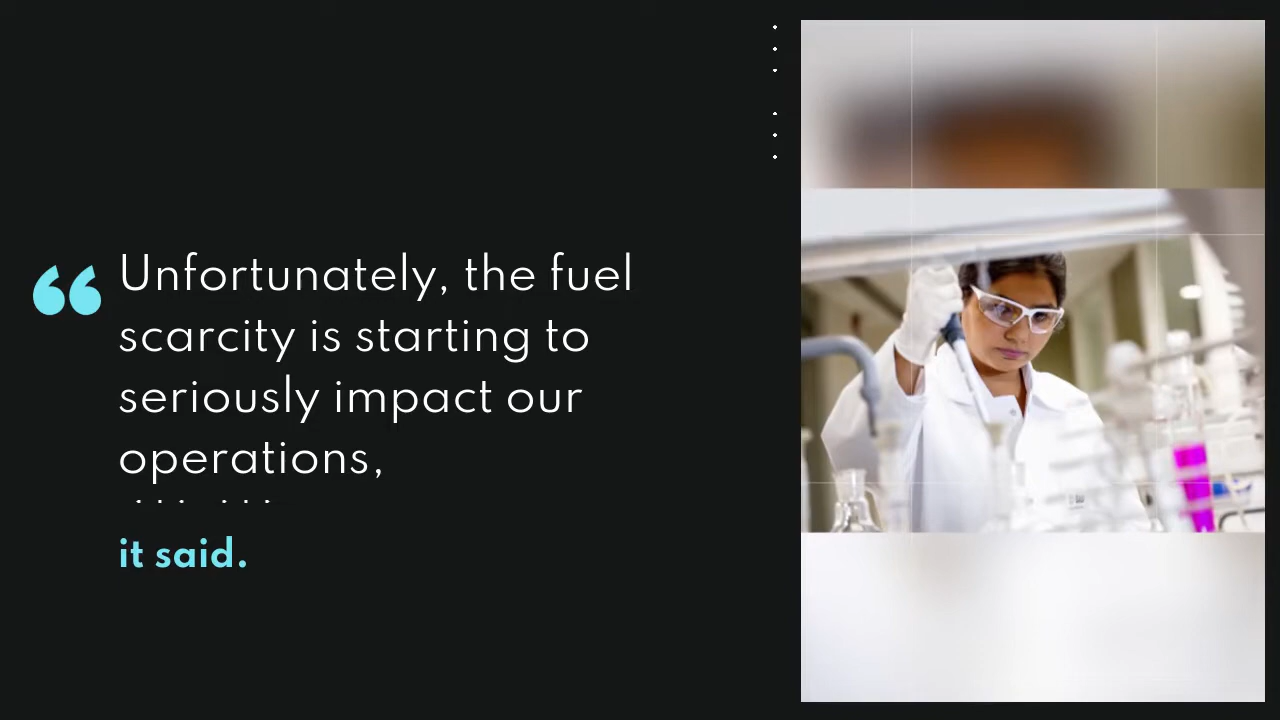 “ Unfortunately, the fuel
scarcity is starting to
seriously impact our
operations,
it said.